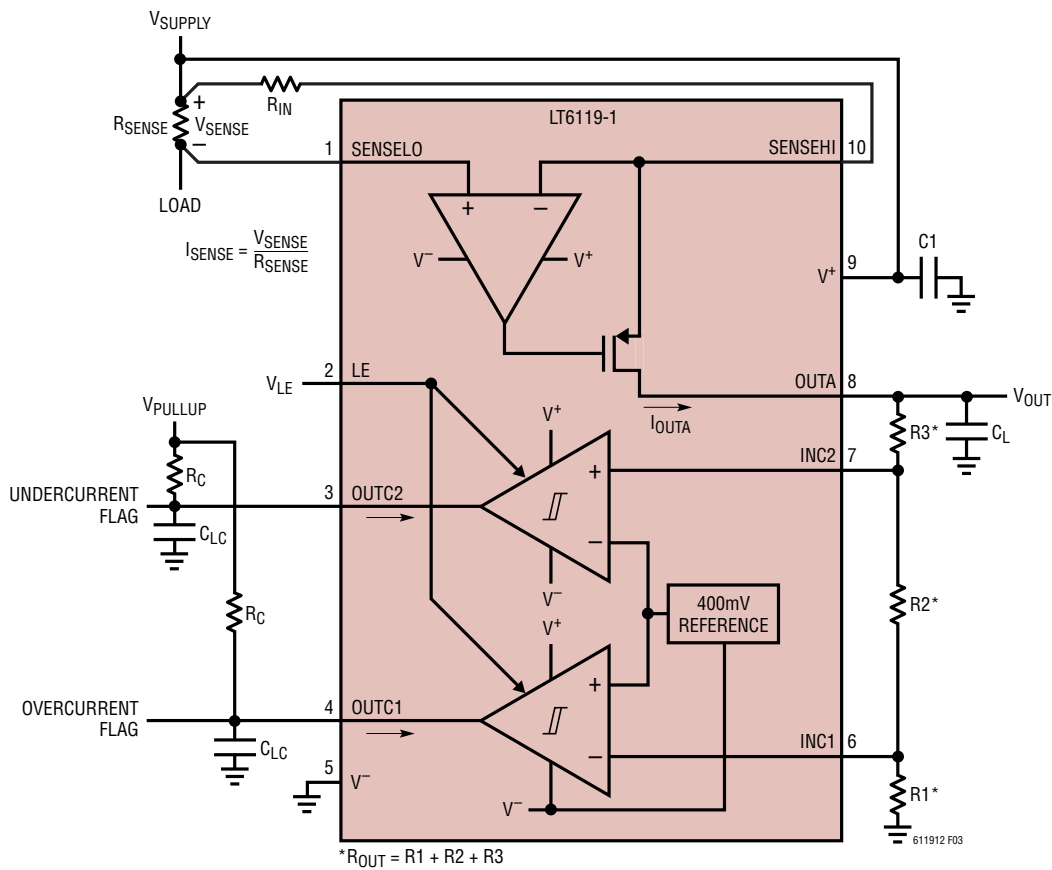 VSUPPLY
RIN
LT6119-1
+
RSENSE
VSENSE
–
1 SENSELO
SENSEHI 10
LOAD
+ –
ISENSE = VSENSE
RSENSE
V–
V+
C1
V+ 9
VLE
2 LE
OUTA 8
VOUT
VPULLUP
IOUTA
V+
R3*
CL
RC
INC2 7
+
UNDERCURRENT
FLAG
3 OUTC2
CLC
–
V–
400mV
REFERENCE
R2*
RC
V+
+
OVERCURRENT
FLAG
4 OUTC1
CLC
–
INC1 6
5 V–
V–
R1*
611912 F03
*ROUT = R1 + R2 + R3